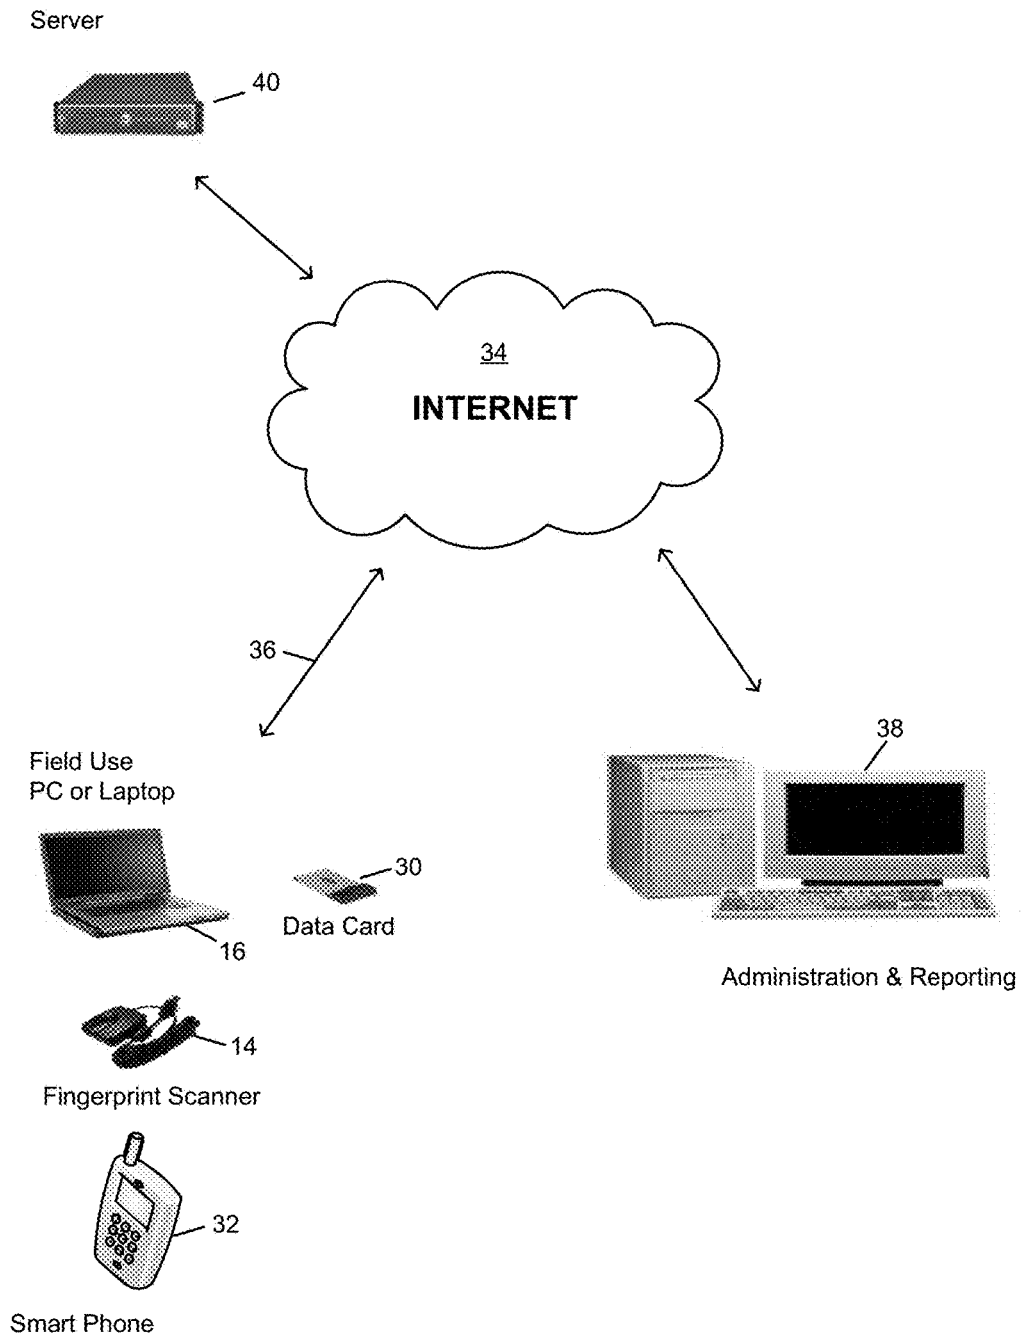 Server
40
34
INTERNET
36
38
Field Use
PC or Laptop
30
Data Card
16
Administration & Reporting
14
Fingerprint Scanner
32
Smart Phone